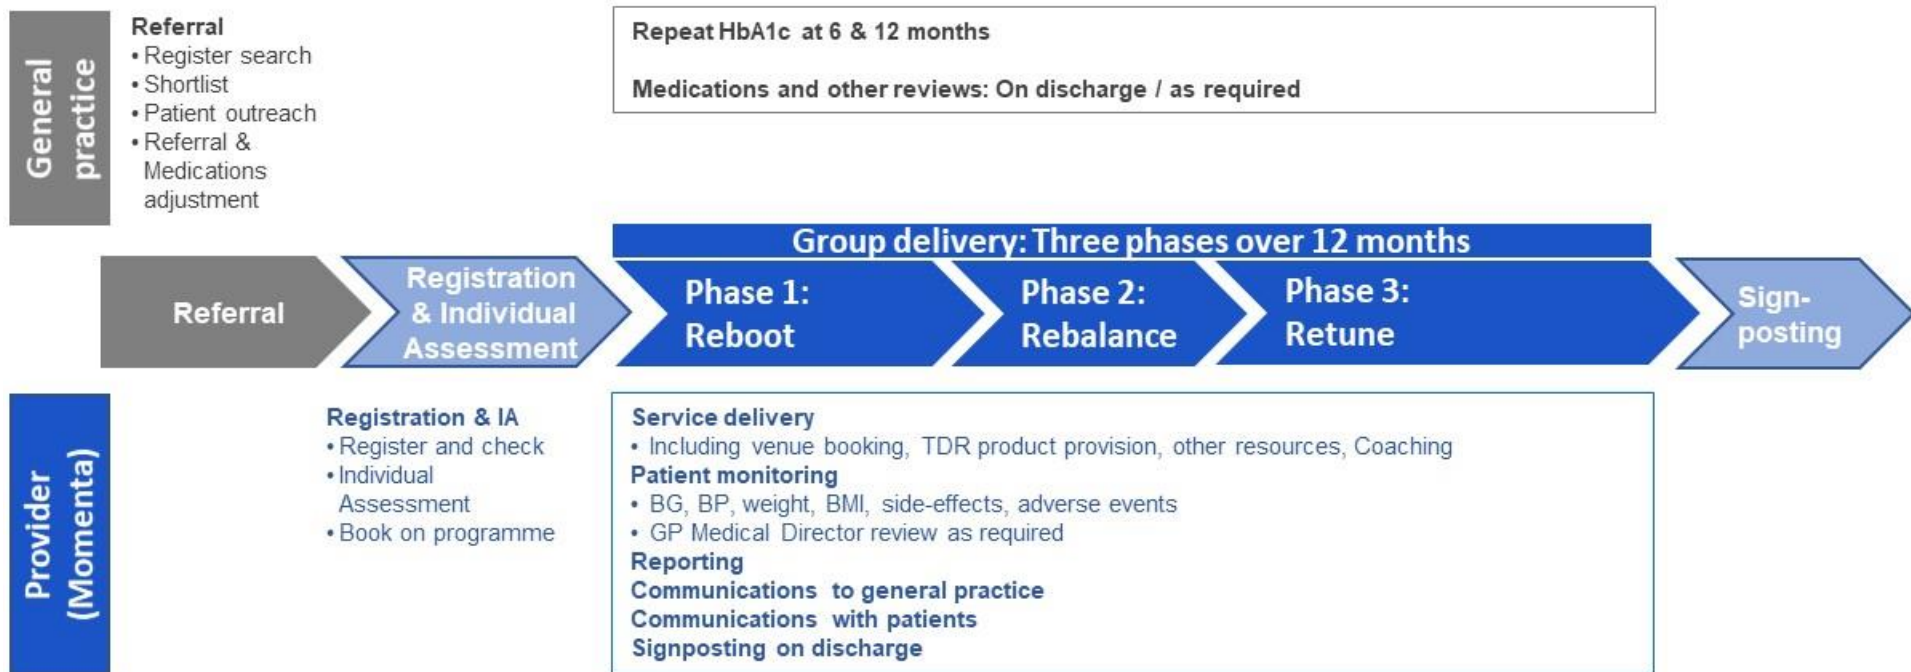 General
practice
Referral
• Register search
• Shortlist
• Patient outreach
• Referral &
Medications
adjustment
Repeat HbA1c at 6 & 12 months
Medications and other reviews: On discharge / as required
Group delivery: Three phases over 12 months
Referral
Registration
& Individual
Assessment
Phase 1:
Reboot
Phase 2:
Rebalance
Phase 3:
Retune
Sign-
posting
Provider
(Momenta)
Registration & IA
• Register and check
• Individual
Assessment
• Book on programme
Service delivery
• Including venue booking, TDR product provision, other resources, Coaching
Patient monitoring
• BG, BP, weight, BMI, side-effects, adverse events
• GP Medical Director review as required
Reporting
Communications to general practice
Communications with patients
Signposting on discharge